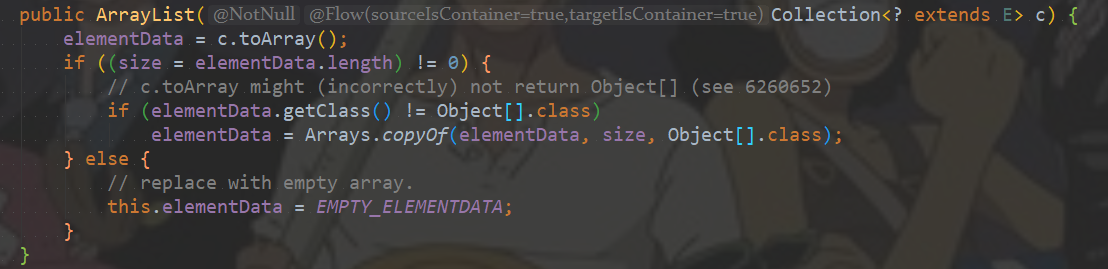 public ArrayList( @NotNull @Flow(sourceIsContainer=true,targetIsContainer=true) Collection<? extends E> c) {
    elementData = c.toArray();
    if ((size = elementData.length) != 0) {
        // c.toArray might (incorrectly) not return Object[] (see 6260652)
        if (elementData.getClass() != Object[].class)
            elementData = Arrays.copyOf(elementData, size, Object[].class);
    } else {
        // replace with empty array.
        this.elementData = EMPTY_ELEMENTDATA;
    }
}